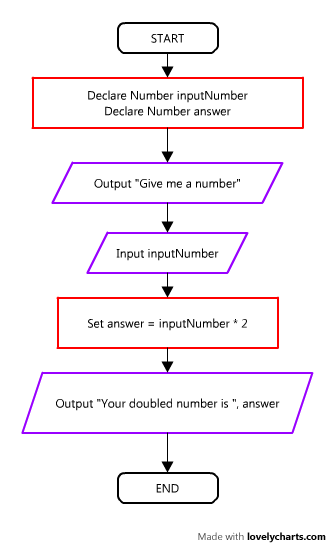 START
Declare Number inputNumber
Declare Number answer
Output "Give me a number"
Input inputNumber
Set answer = inputNumber * 2
Output "Your doubled number is ", answer
END
Made with lovelycharts.com